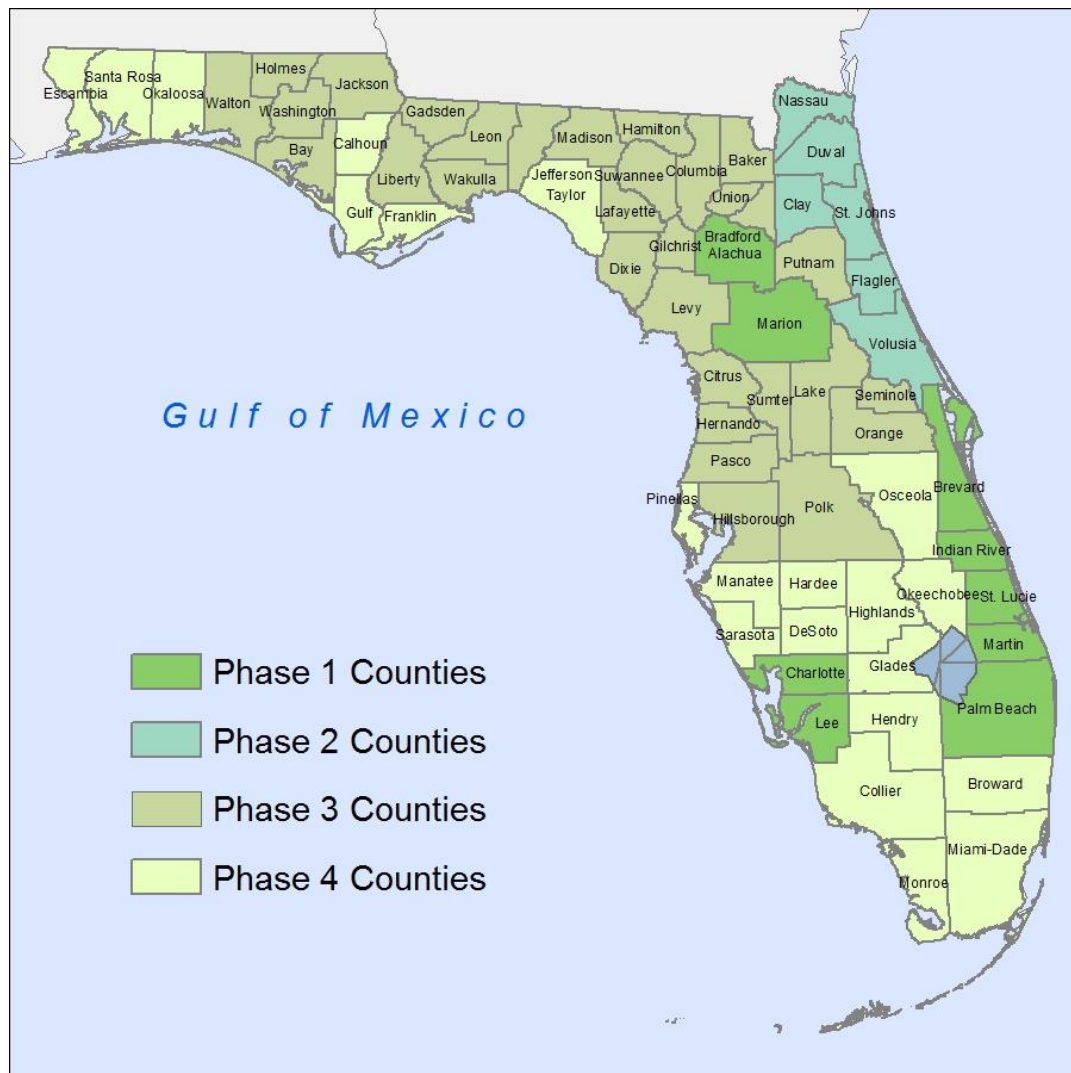 Holmes
Jackson
Santa Rosa
Escambia
Okaloosa
Walton
Washington
Gadsden
Leon
Madison
Hamilton
Nassau
Calhoun
Bay
Liberty
Wakulla
Jefferson
Taylor
Suwannee
Columbia
Baker
Duval
Union
Clay
St. Johns
Gulf
Franklin
Lafayette
Bradford
Alachua
Gilchrist
Dixie
Putnam
Flagler
Levy
Marion
Volusia
Citrus
Sumter
Lake
Seminole
Gulf of Mexico
Hernando
Orange
Pasco
Pinellas
Hillsborough
Polk
Osceola
Brevard
Indian River
Manatee
Hardee
Highlands
Okeechobee
St. Lucie
Sarasota
DeSoto
Martin
Charlotte
Glades
Palm Beach
Lee
Hendry
Collier
Broward
Miami-Dade
Monroe
Phase 1 Counties
Phase 2 Counties
Phase 3 Counties
Phase 4 Counties